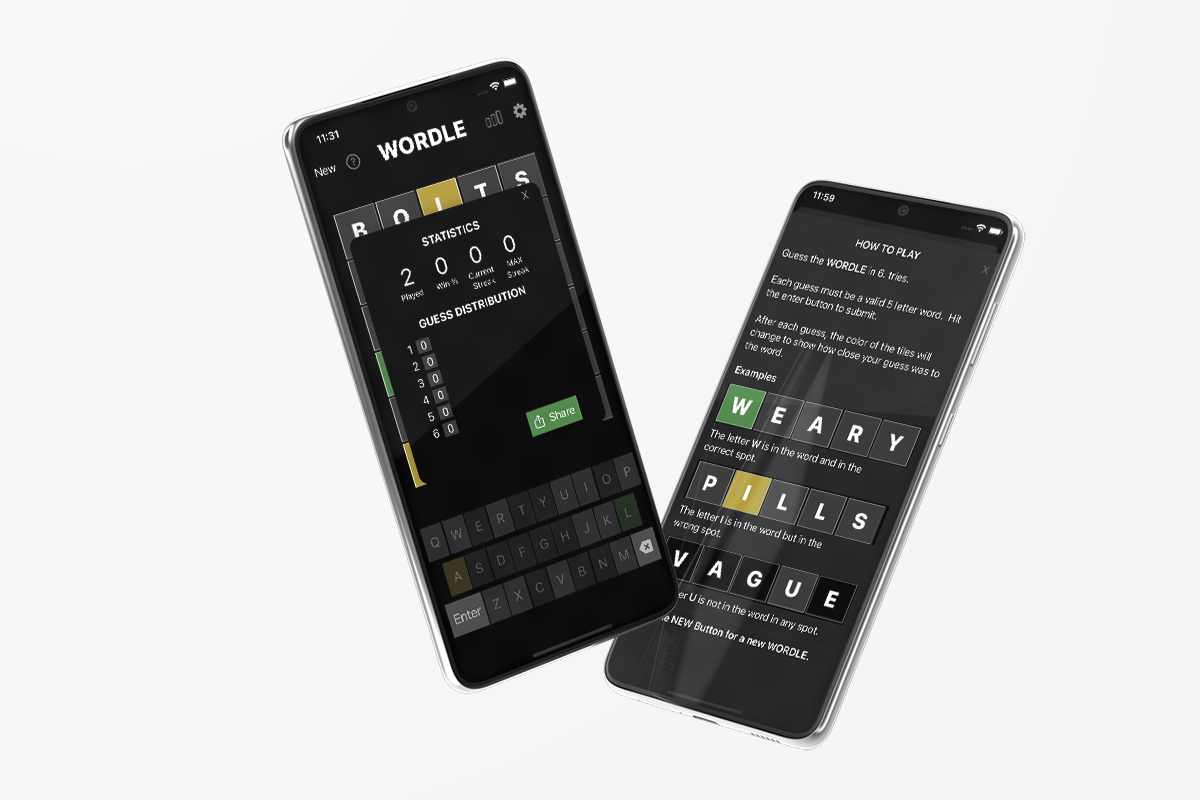 11:31
New ?
WORDLE
B O I T S
X
STATISTICS
2 0 0 0
Played Win % Current Streak MAX Streak
GUESS DISTRIBUTION
1 0
2 0
3 0
4 0
5 0
6 0
Share
Q W E R T Y U I O P
A S D F G H J K L
Enter Z X C V B N M
11:59
HOW TO PLAY
X
Guess the WORDLE in 6. tries.
Each guess must be a valid 5 letter word. Hit
the enter button to submit.
After each guess, the color of the tiles will
change to show how close your guess was to
the word.
Examples
W E A R Y
The letter W is in the word and in the
correct spot.
P I L L S
The letter I is in the word but in the
wrong spot.
V A G U E
er U is not in the word in any spot.
e NEW Button for a new WORDLE.